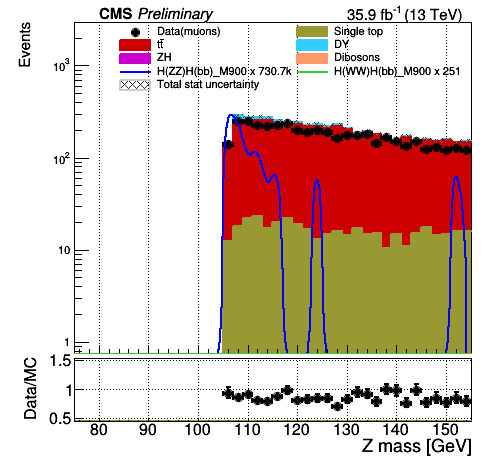 CMS Preliminary 35.9 fb⁻¹ (13 TeV)
Data(muions) Single top
tt̄ DY
ZH Dibosons
H(ZZ)H(bb)_M900 x 730.7k H(WW)H(bb)_M900 x 251
Total stat uncertainty
Events
10³
10²
10
1
Data/MC
1.5
1
0.5
80 90 100 110 120 130 140 150
Z mass [GeV]